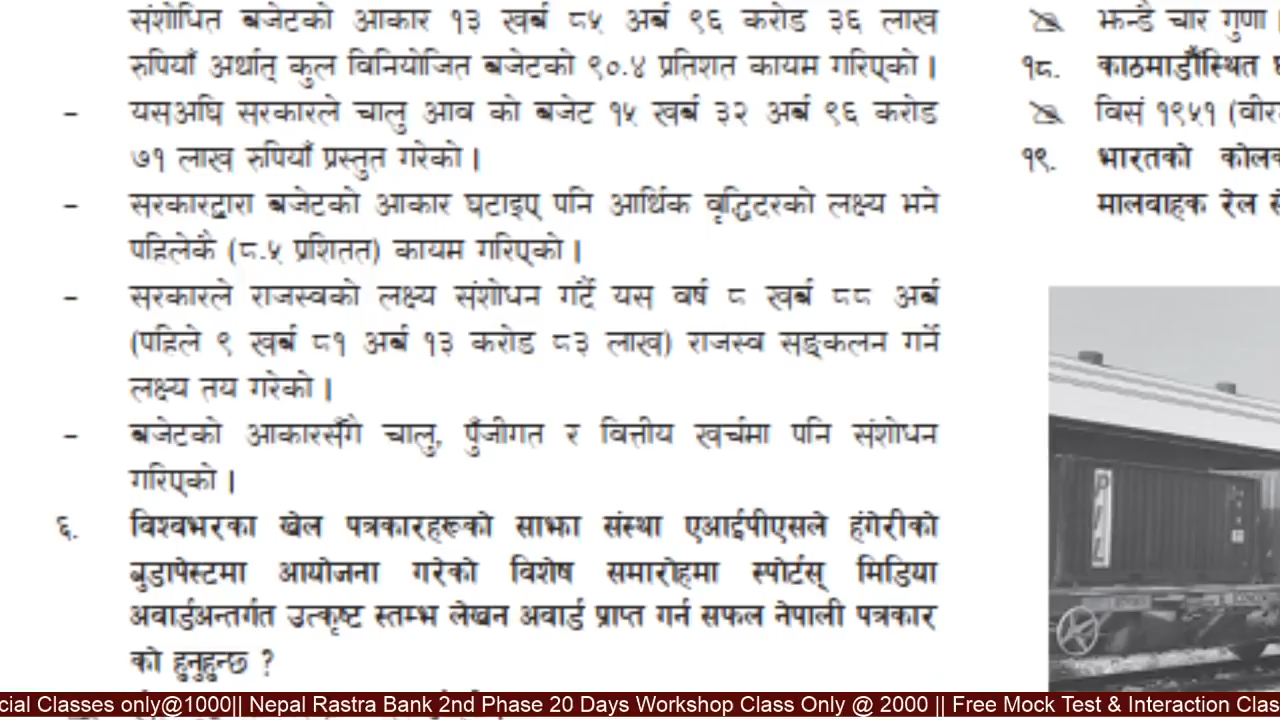 संशोधित बजेटको आकार १३ खर्ब ८५ अर्ब ९६ करोड ३६ लाख
रुपियाँ अर्थात् कुल विनियोजित बजेटको ९०.४ प्रतिशत कायम गरिएको ।
– यसअघि सरकारले चालु आव को बजेट १५ खर्ब ३२ अर्ब ९६ करोड
७१ लाख रुपियाँ प्रस्तुत गरेको ।
– सरकारद्वारा बजेटको आकार घटाइए पनि आर्थिक वृद्धिदरको लक्ष्य भने
पहिलेकै (८.५ प्रशितत) कायम गरिएको ।
– सरकारले राजस्वको लक्ष्य संशोधन गर्दै यस वर्ष ८ खर्ब ८८ अर्ब
(पहिले ९ खर्ब ८१ अर्ब १३ करोड ८३ लाख) राजस्व सङ्कलन गर्ने
लक्ष्य तय गरेको ।
– बजेटको आकारसँगै चालु, पुँजीगत र वित्तीय खर्चमा पनि संशोधन
गरिएको ।
६. विश्वभरका खेल पत्रकारहरूको साझा संस्था एआईपीएसले हंगेरीको
बुडापेस्टमा आयोजना गरेको विशेष समारोहमा स्पोर्टस् मिडिया
अवार्डअन्तर्गत उत्कृष्ट स्तम्भ लेखन अवार्ड प्राप्त गर्न सफल नेपाली पत्रकार
को हुनुहुन्छ ?
झन्डै चार गुणा
१८. काठमाडौंस्थित
विसं १९५१ (वीर
१९. भारतको
मालवाहक रेल
cial Classes only@1000|| Nepal Rastra Bank 2nd Phase 20 Days Workshop Class Only @ 2000 || Free Mock Test & Interaction Clas